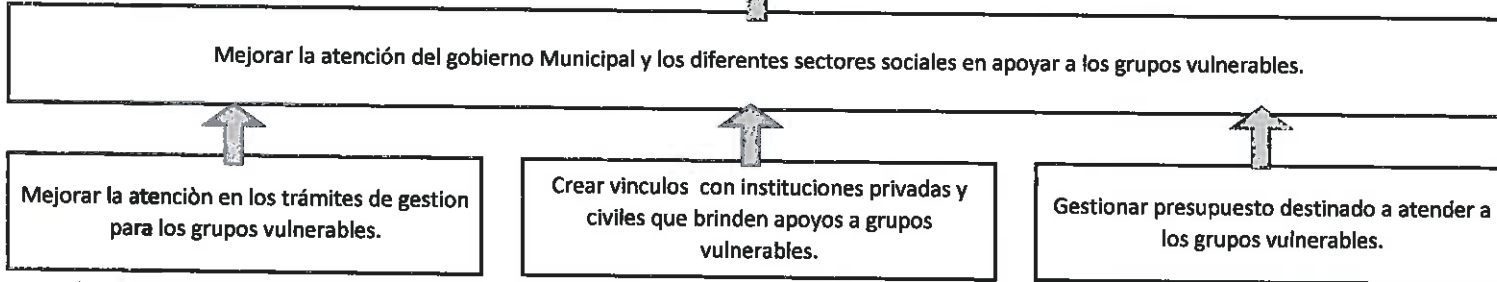 Mejorar la atención del gobierno Municipal y los diferentes sectores sociales en apoyar a los grupos vulnerables.
Mejorar la atenciòn en los trámites de gestion
para los grupos vulnerables.
Crear vinculos con instituciones privadas y
civiles que brinden apoyos a grupos
vulnerables.
Gestionar presupuesto destinado a atender a
los grupos vulnerables.